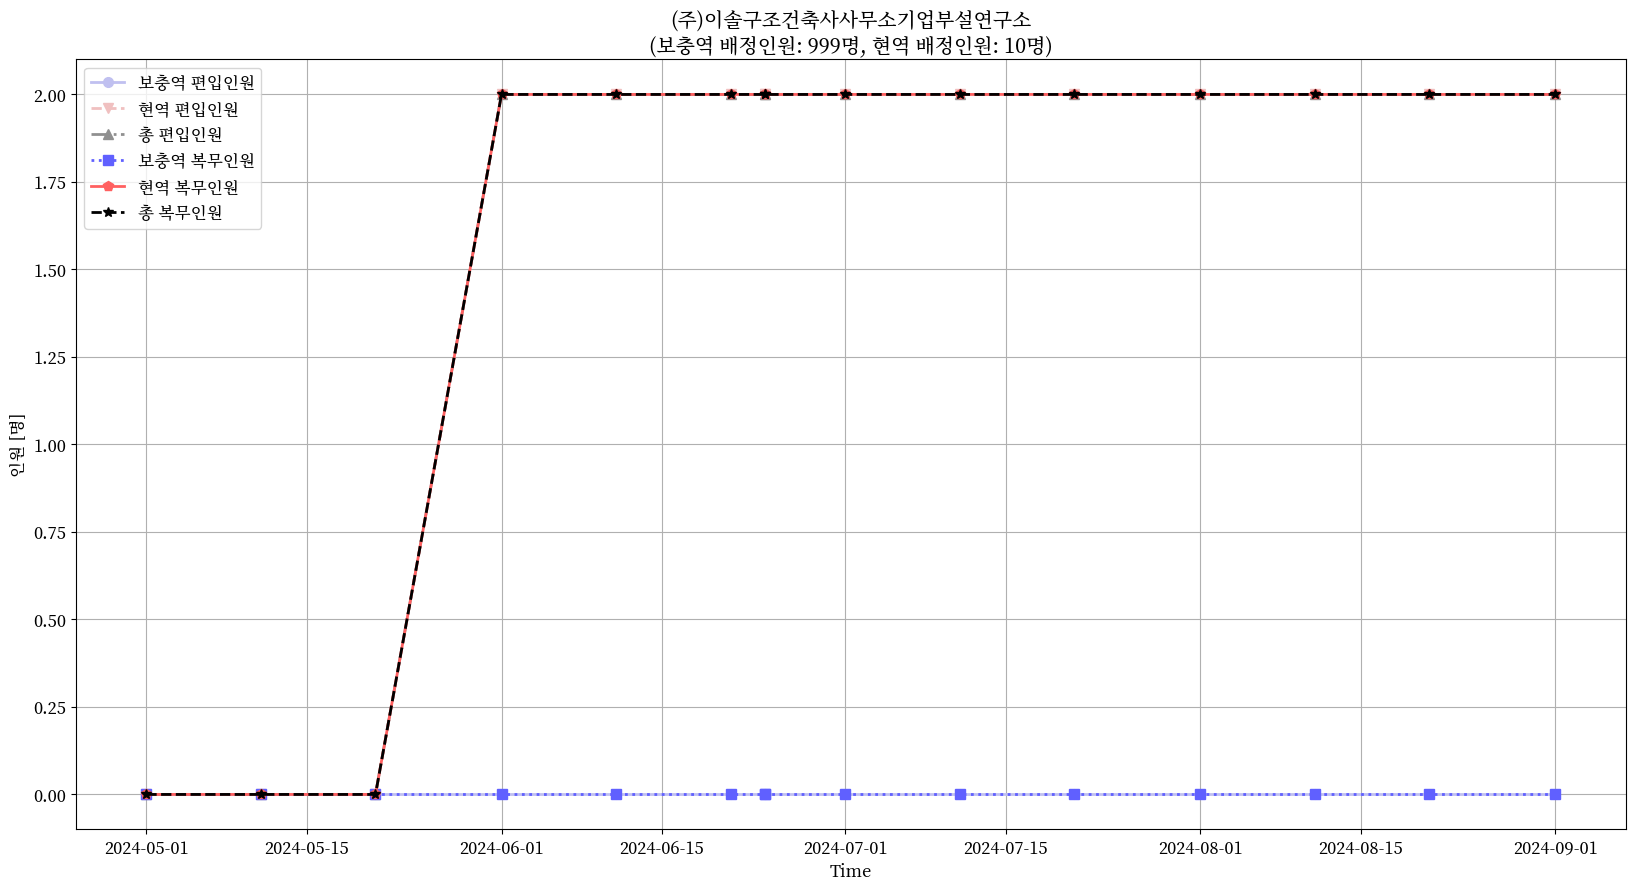 (주)이솔구조건축사사무소기업부설연구소
(보충역 배정인원: 999명, 현역 배정인원: 10명)
보충역 편입인원
현역 편입인원
총 편입인원
보충역 복무인원
현역 복무인원
총 복무인원
2.00
1.75
1.50
1.25
1.00
0.75
0.50
0.25
0.00
인원 [명]
2024-05-01
2024-05-15
2024-06-01
2024-06-15
2024-07-01
2024-07-15
2024-08-01
2024-08-15
2024-09-01
Time